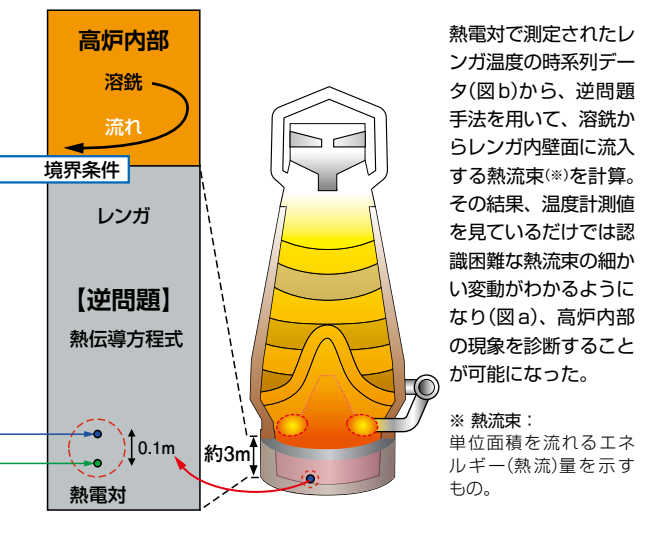 高炉内部
溶銑
流れ
境界条件
レンガ
【逆問題】
熱伝導方程式
0.1m
熱電対
約3m
熱電対で測定されたレ
ンガ温度の時系列デー
タ(図b)から、逆問題
手法を用いて、溶銑か
らレンガ内壁面に流入
する熱流束(※)を計算。
その結果、温度計測値
を見ているだけでは認
識困難な熱流束の細か
い変動がわかるように
なり(図a)、高炉内部
の現象を診断すること
が可能になった。
※ 熱流束：
単位面積を流れるエネ
ルギー(熱流)量を示す
もの。